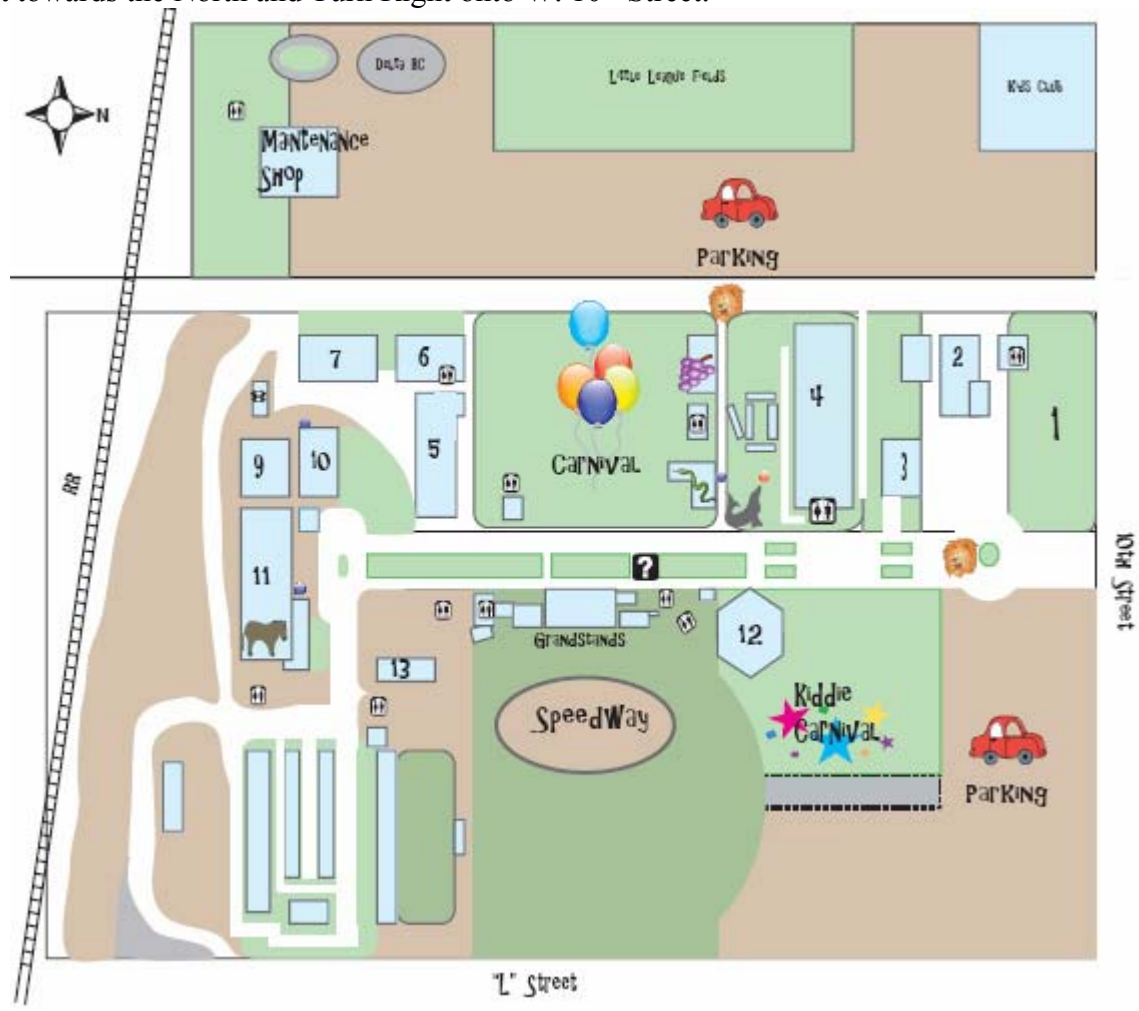 t towards the North and Turn Right onto W. 10th Street.
N
Delta RC
Little League Fields
Kids Club
Mantenance
Shop
Parking
RR
7
6
5
Carnival
4
3
2
1
9
10
11
10th Street
?
Grandstands
12
13
Speedway
Kiddie
Carnival
Parking
"L" Street